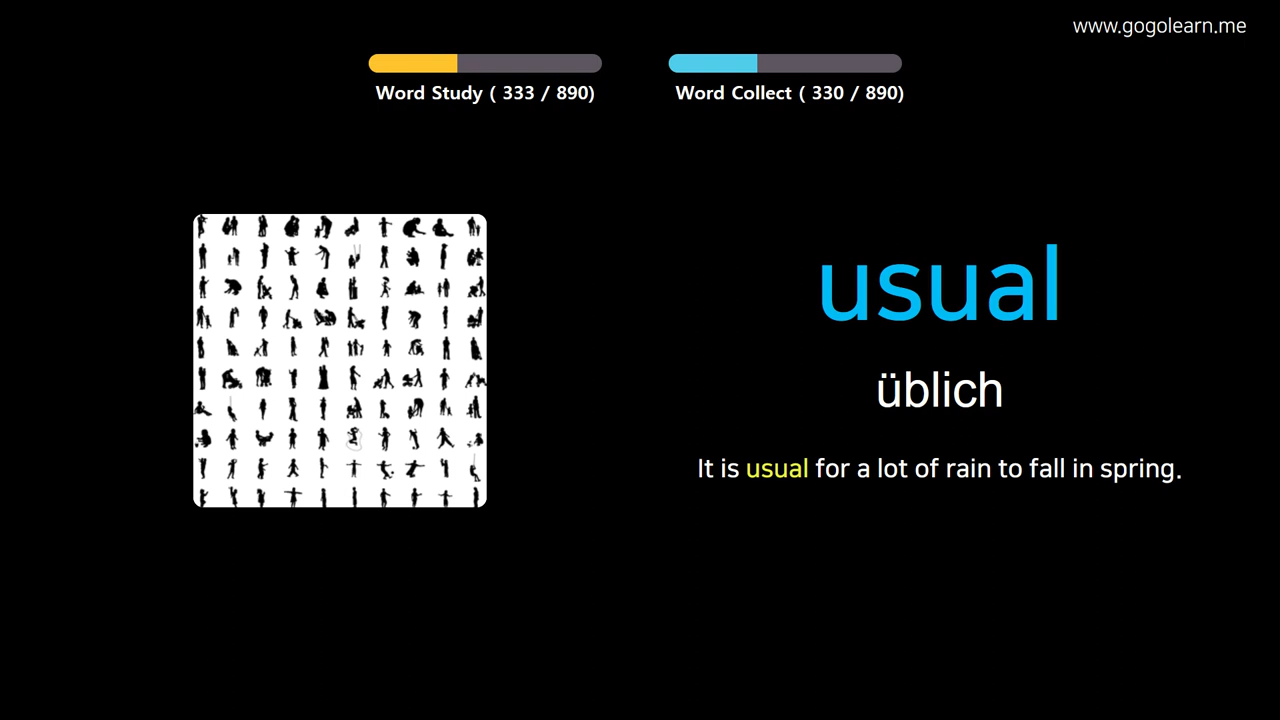 www.gogolearn.me
Word Study ( 333 / 890)
Word Collect ( 330 / 890)
usual
üblich
It is usual for a lot of rain to fall in spring.